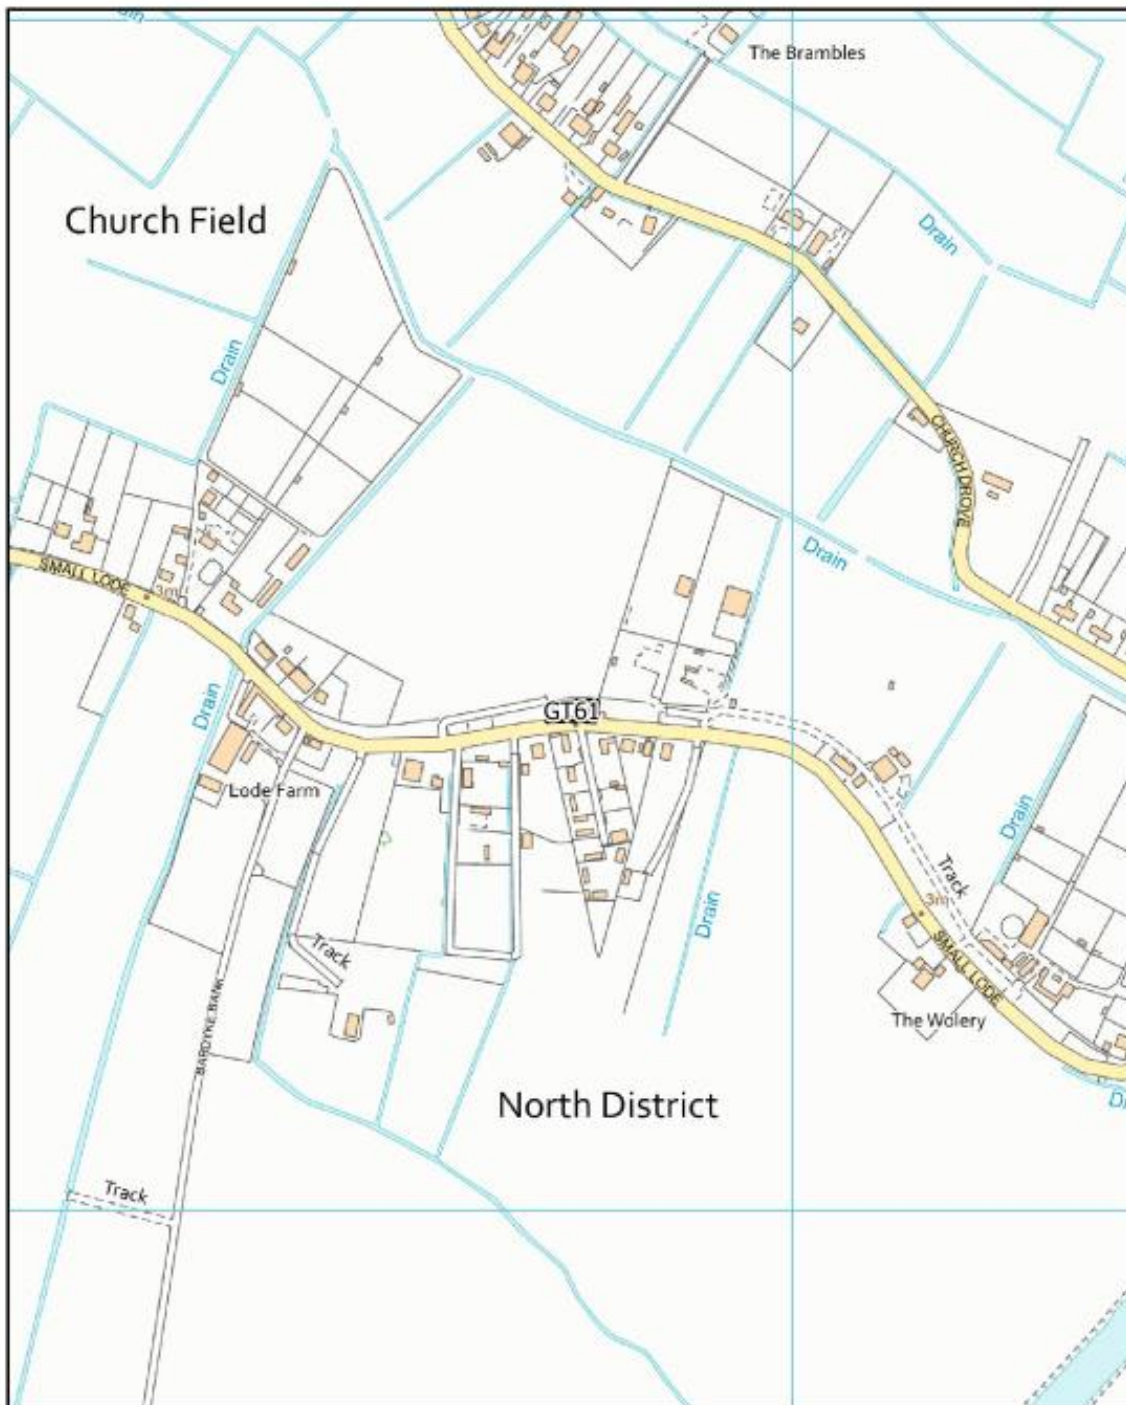 The Brambles
Church Field
Drain
Drain
CHURCH DROVE
Drain
SMALL LODE
3m
Drain
GT61
Lode Farm
Drain
Track
3m
Drain
SMALL LODE
Track
BARDYKE BANK
The Wolery
North District
Track